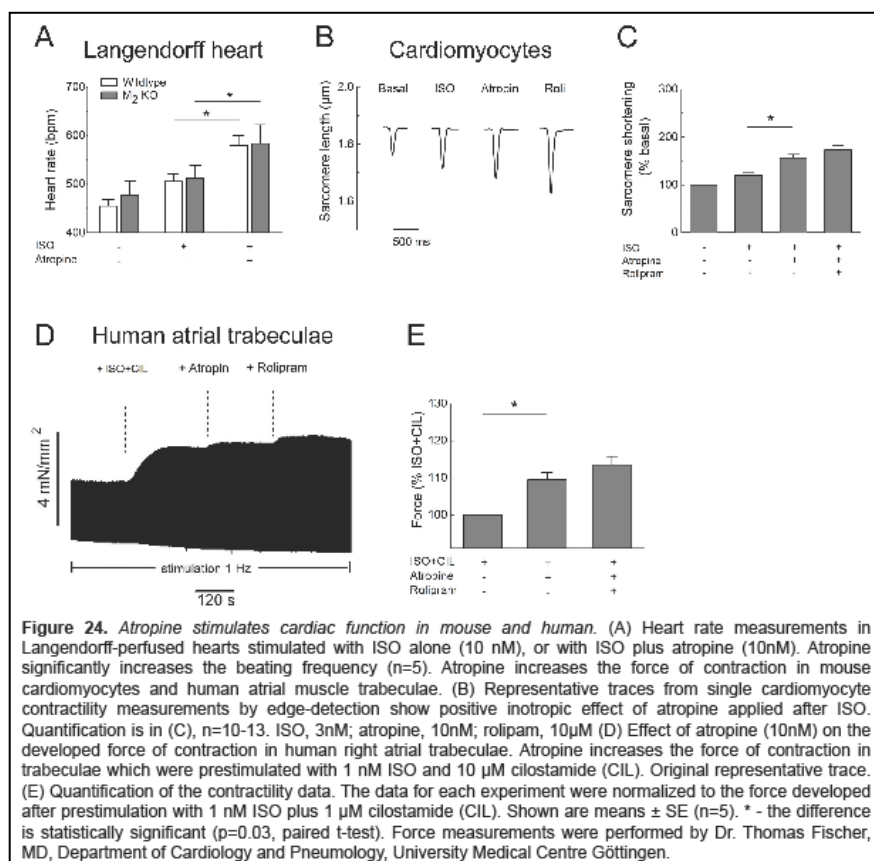 A Langendorff heart
B Cardiomyocytes
C
Heart rate (bpm)
700
600
500
400
Wildtype
M2 KO
*
*
ISO - +
Atropine - -
Sarcomere length (µm)
2.0
1.8
1.6
Basal ISO Atropin Roli
500 ms
Sarcomere shortening
(% basal)
300
200
100
0
*
ISO - + +
Atropine - - +
Rolipram - - - +
D Human atrial trabeculae
+ ISO+CIL + Atropin + Rolipram
4 mN/mm2
stimulation 1 Hz
120 s
E
Force (% ISO+CIL)
130
120
110
100
*
ISO+CIL + +
Atropine - +
Rolipram - - +
Figure 24. Atropine stimulates cardiac function in mouse and human. (A) Heart rate measurements in
Langendorff-perfused hearts stimulated with ISO alone (10 nM), or with ISO plus atropine (10nM). Atropine
significantly increases the beating frequency (n=5). Atropine increases the force of contraction in mouse
cardiomyocytes and human atrial muscle trabeculae. (B) Representative traces from single cardiomyocyte
contractility measurements by edge-detection show positive inotropic effect of atropine applied after ISO.
Quantification is in (C), n=10-13. ISO, 3nM; atropine, 10nM; rolipam, 10µM (D) Effect of atropine (10nM) on the
developed force of contraction in human right atrial trabeculae. Atropine increases the force of contraction in
trabeculae which were prestimulated with 1 nM ISO and 10 µM cilostamide (CIL). Original representative trace.
(E) Quantification of the contractility data. The data for each experiment were normalized to the force developed
after prestimulation with 1 nM ISO plus 1 µM cilostamide (CIL). Shown are means ± SE (n=5). * - the difference
is statistically significant (p=0.03, paired t-test). Force measurements were performed by Dr. Thomas Fischer,
MD, Department of Cardiology and Pneumology, University Medical Centre Göttingen.